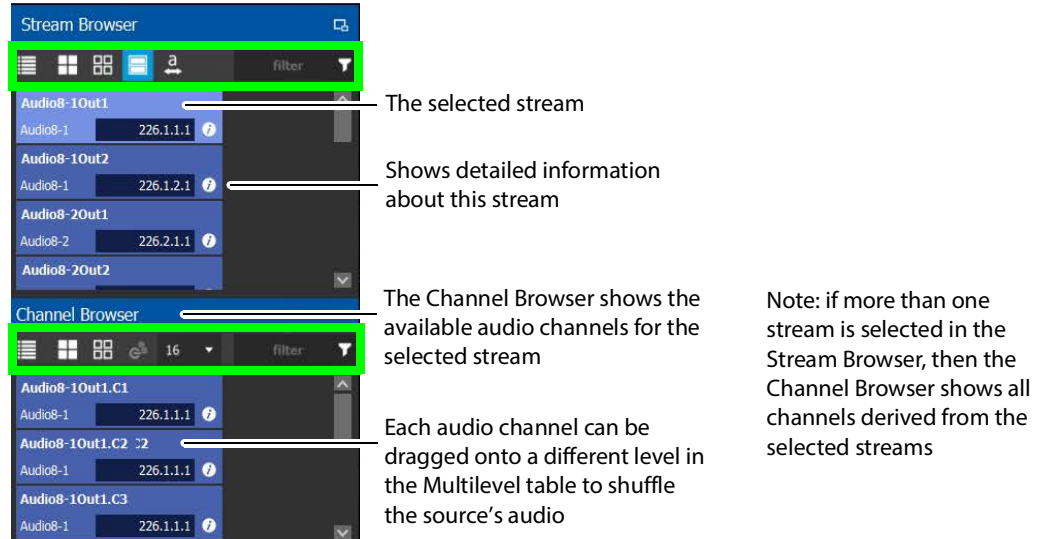 Stream Browser
a
filter
Audio8-1Out1
Audio8-1
226.1.1.1
i
Audio8-1Out2
Audio8-1
226.1.2.1
i
Audio8-2Out1
Audio8-2
226.2.1.1
i
Audio8-2Out2
Channel Browser
16
filter
Audio8-1Out1.C1
Audio8-1
226.1.1.1
i
Audio8-1Out1.C2
Audio8-1
226.1.1.1
i
Audio8-1Out1.C3
Audio8-1
226.1.1.1
i
The selected stream
Shows detailed information
about this stream
The Channel Browser shows the
available audio channels for the
selected stream
Each audio channel can be
dragged onto a different level in
the Multilevel table to shuffle
the source's audio
Note: if more than one
stream is selected in the
Stream Browser, then the
Channel Browser shows all
channels derived from the
selected streams